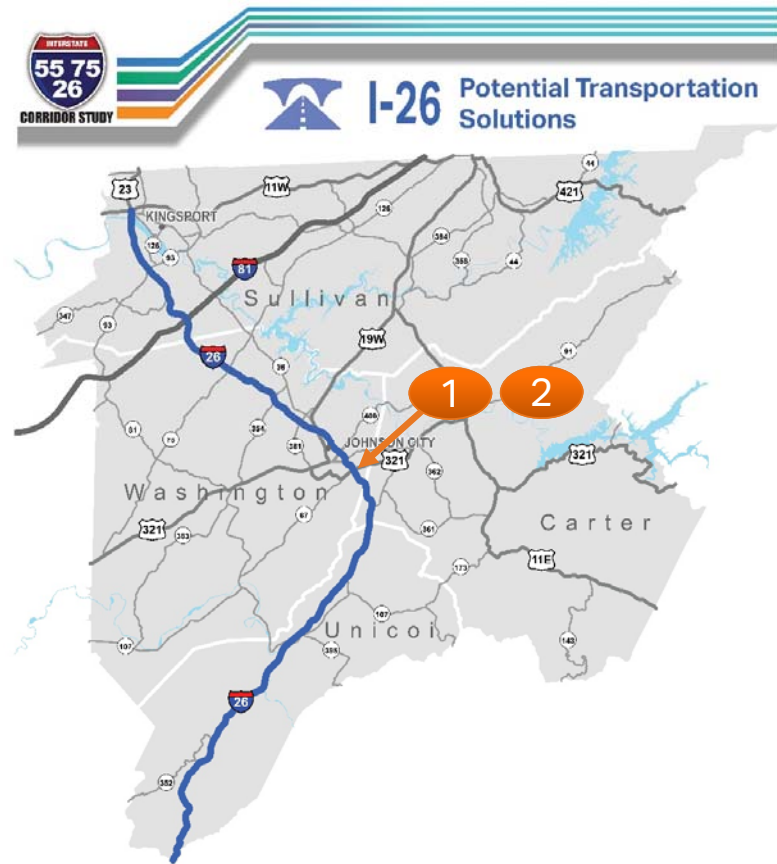 INTERSTATE
55 75
26
CORRIDOR STUDY
I-26 Potential Transportation
Solutions
23
11W
44
421
KINGSPORT
126
126
93
394
358
44
81
Sullivan
347
93
19W
26
36
91
1 2
400
81
75
354
381
JOHNSON CITY
321
321
362
Washington
67
Carter
321
353
361
11E
173
107
Unicoi
107
395
143
26
352